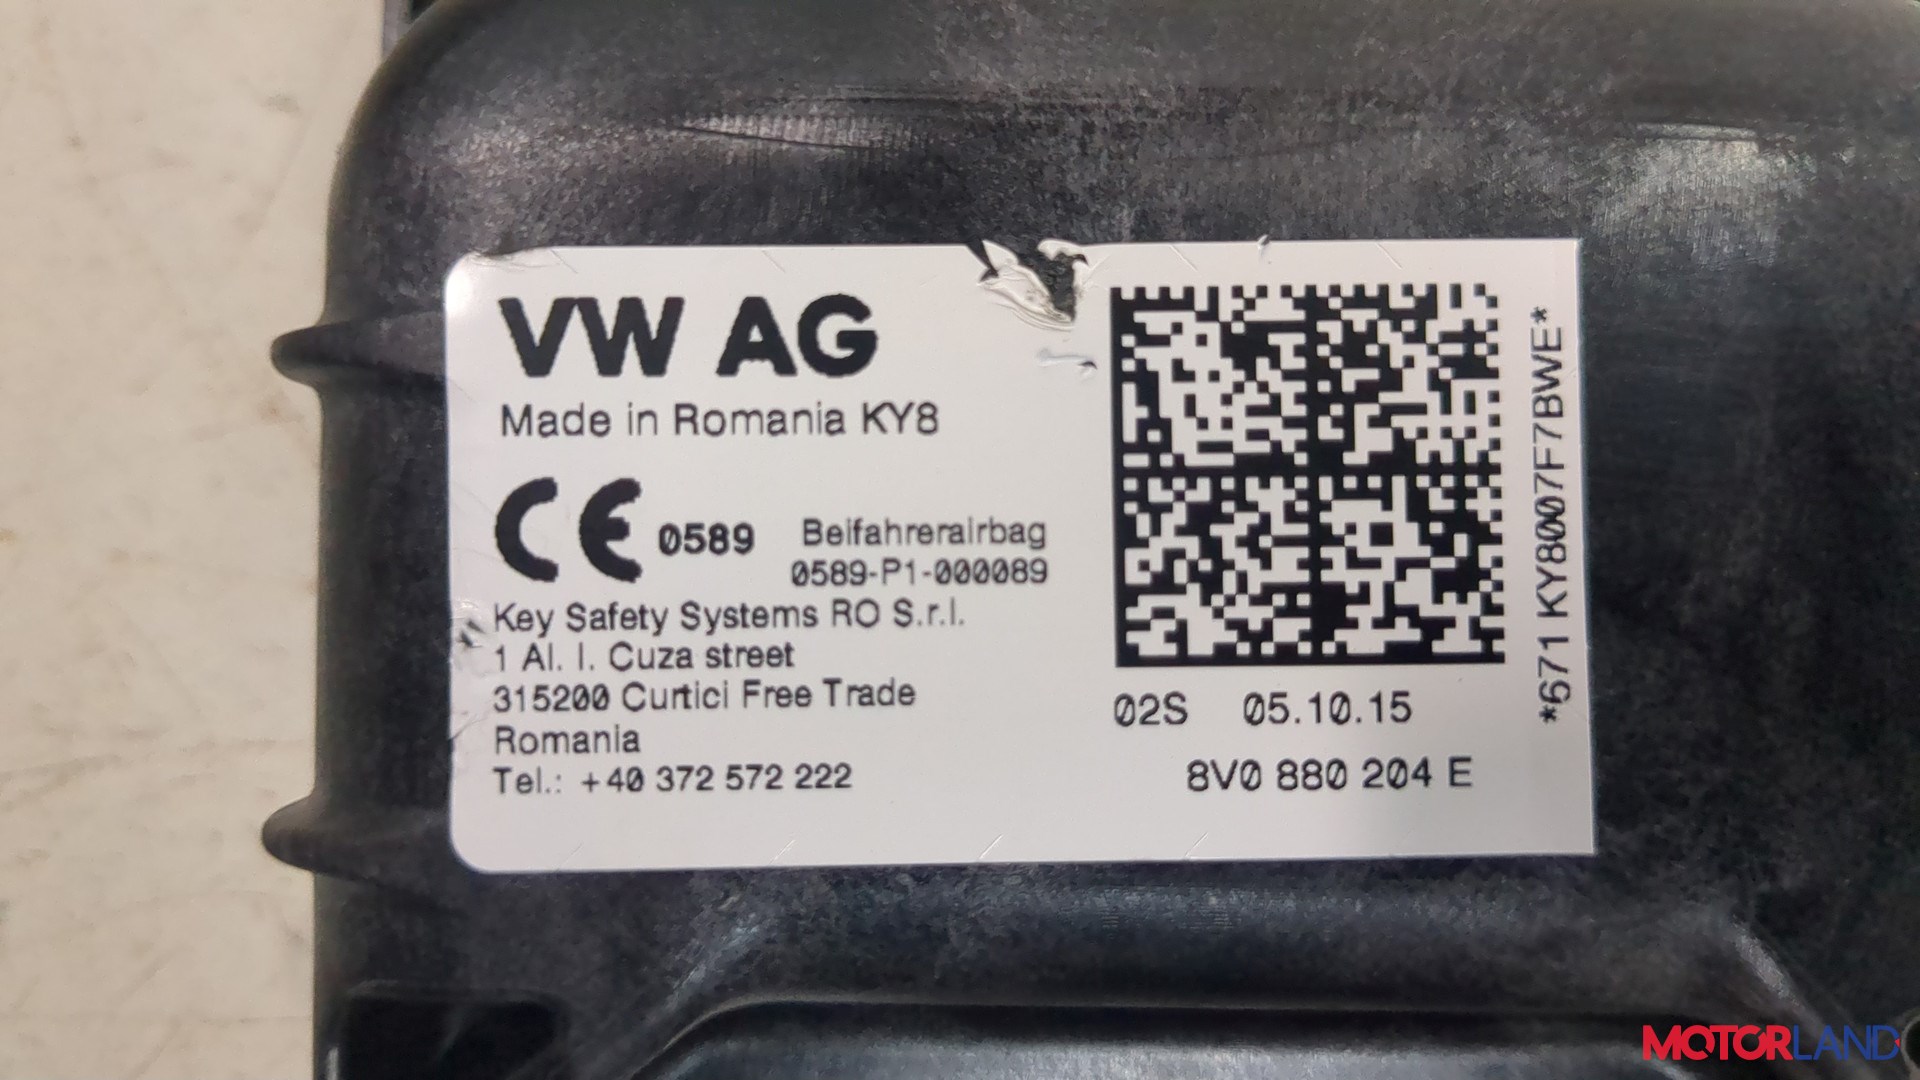 VW AG
Made in Romania KY8
CE 0589
Beifahrerairbag
0589-P1-000089
Key Safety Systems RO S.r.l.
1 Al. I. Cuza street
315200 Curtici Free Trade
Romania
Tel.: +40 372 572 222
02S 05.10.15
8V0 880 204 E
*671 KY8007F7BWE*
MOTORLAND